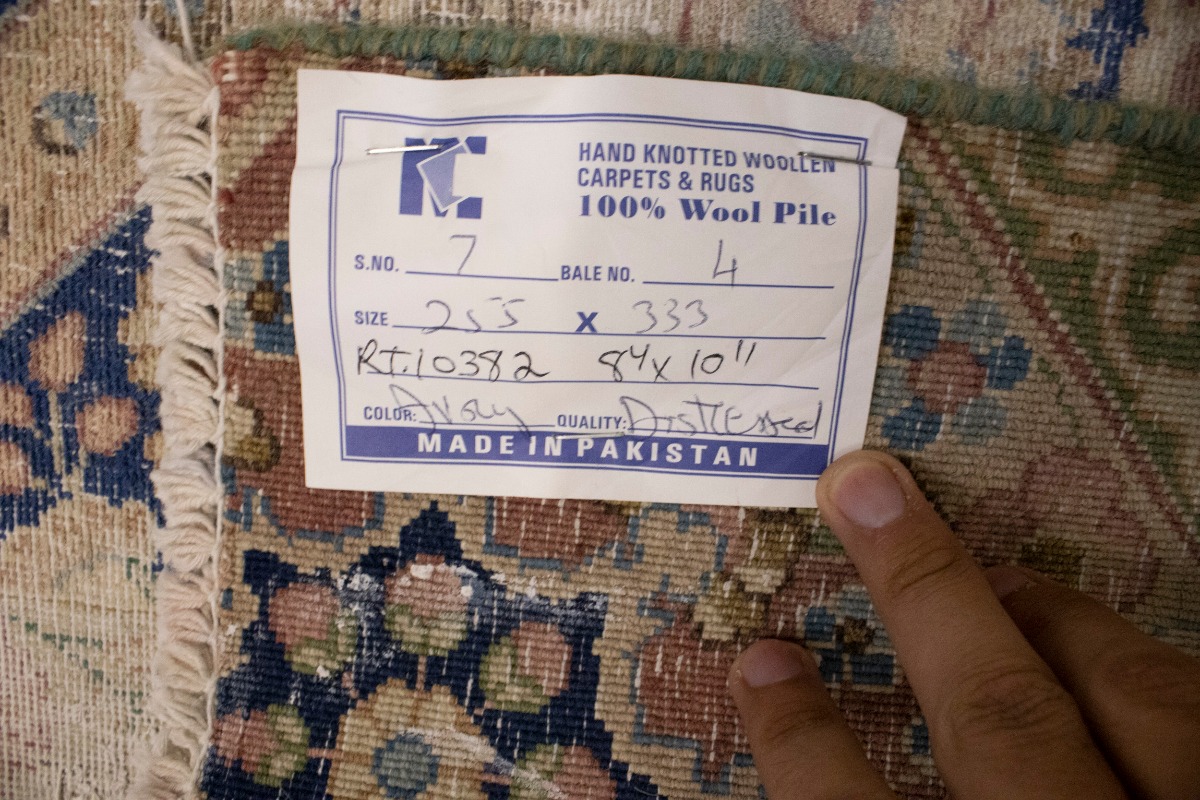 HAND KNOTTED WOOLLEN
CARPETS & RUGS
100% Wool Pile
S.NO. 7 BALE NO. 4
SIZE 255 X 333
RT.10382 8'4 x 10'11
COLOR: Ivory QUALITY: Distressed
MADE IN PAKISTAN